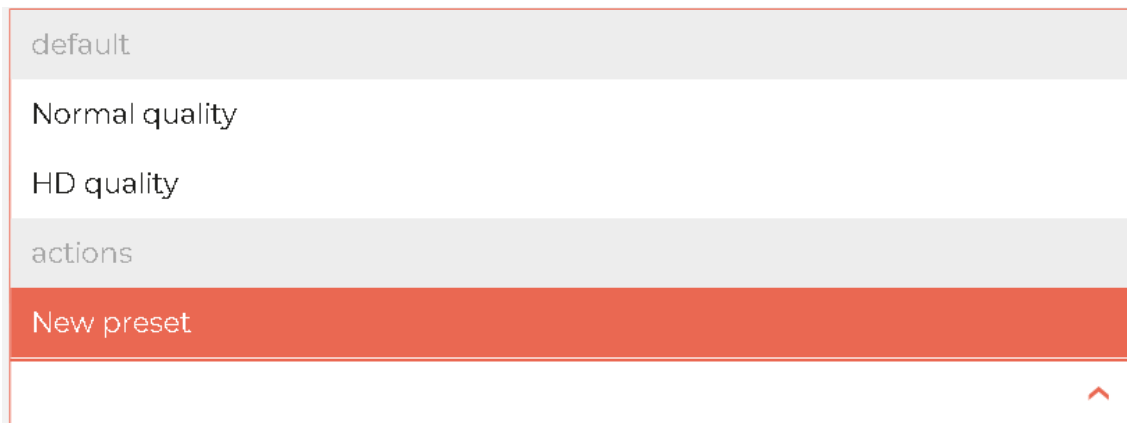 default
Normal quality
HD quality
actions
New preset